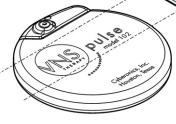 VNS
THERAPY
pulse
model 102
Cyberonics, Inc.
Houston, Texas